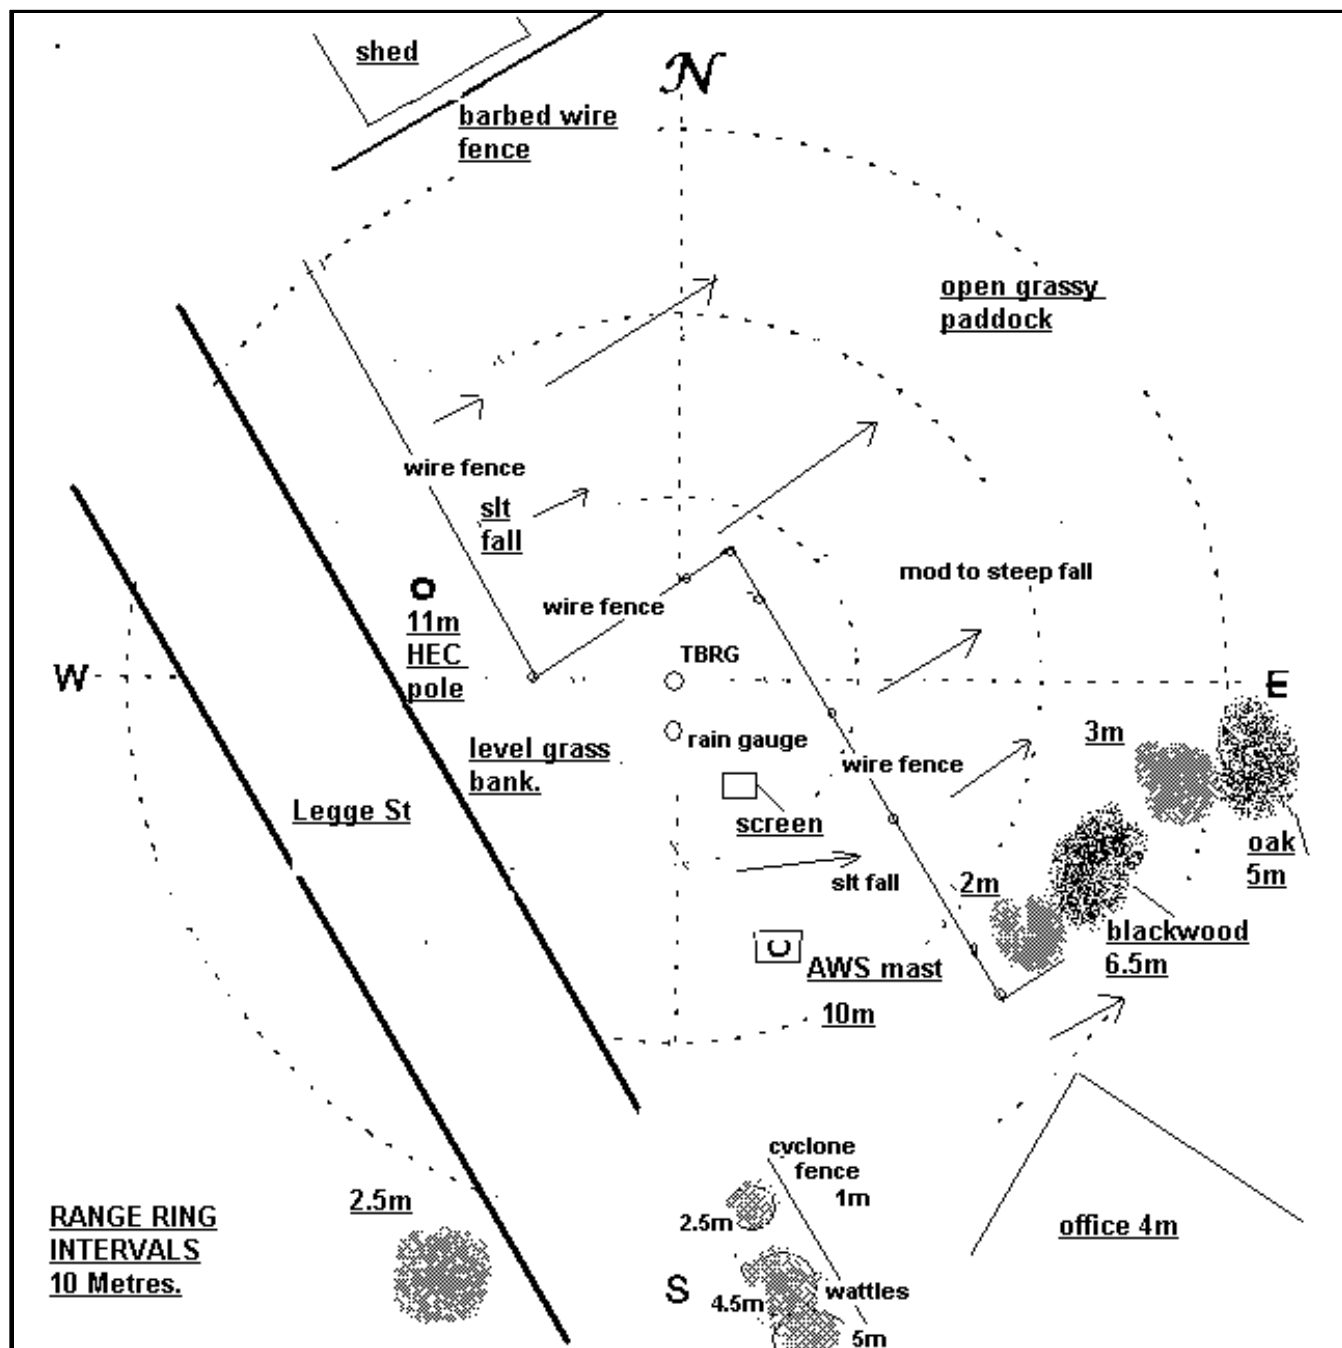 shed
N
barbed wire
fence
open grassy
paddock
wire fence
slt
fall
mod to steep fall
wire fence
11m
HEC
pole
TBRG
W
E
rain gauge
3m
level grass
bank.
wire fence
Legge St
screen
oak
5m
slt fall
2m
blackwood
6.5m
AWS mast
10m
cyclone
fence
1m
2.5m
2.5m
RANGE RING
INTERVALS
10 Metres.
office 4m
S
4.5m
wattles
5m